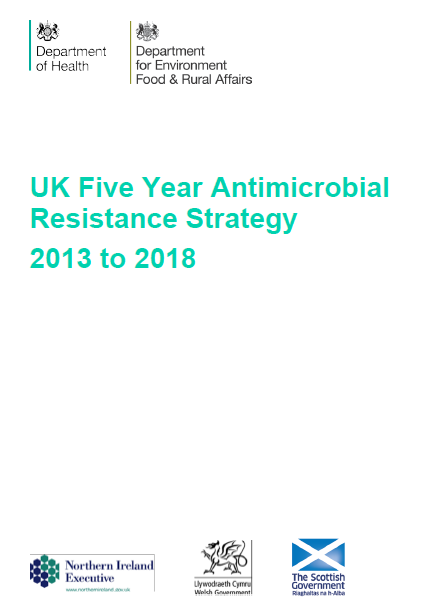 Department
of Health
Department
for Environment
Food & Rural Affairs
UK Five Year Antimicrobial
Resistance Strategy
2013 to 2018
Northern Ireland
Executive
www.northernireland.gov.uk
Llywodraeth Cymru
Welsh Government
The Scottish
Government
Riaghaltas na h-Alba